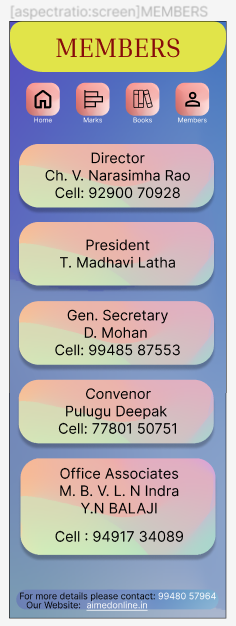 [aspectratio:screen]MEMBERS
MEMBERS
Home Marks Books Members
Director
Ch. V. Narasimha Rao
Cell: 92900 70928
President
T. Madhavi Latha
Gen. Secretary
D. Mohan
Cell: 99485 87553
Convenor
Pulugu Deepak
Cell: 77801 50751
Office Associates
M. B. V. L. N Indra
Y.N BALAJI
Cell : 94917 34089
For more details please contact: 99480 57964
Our Website: aimedonline.in